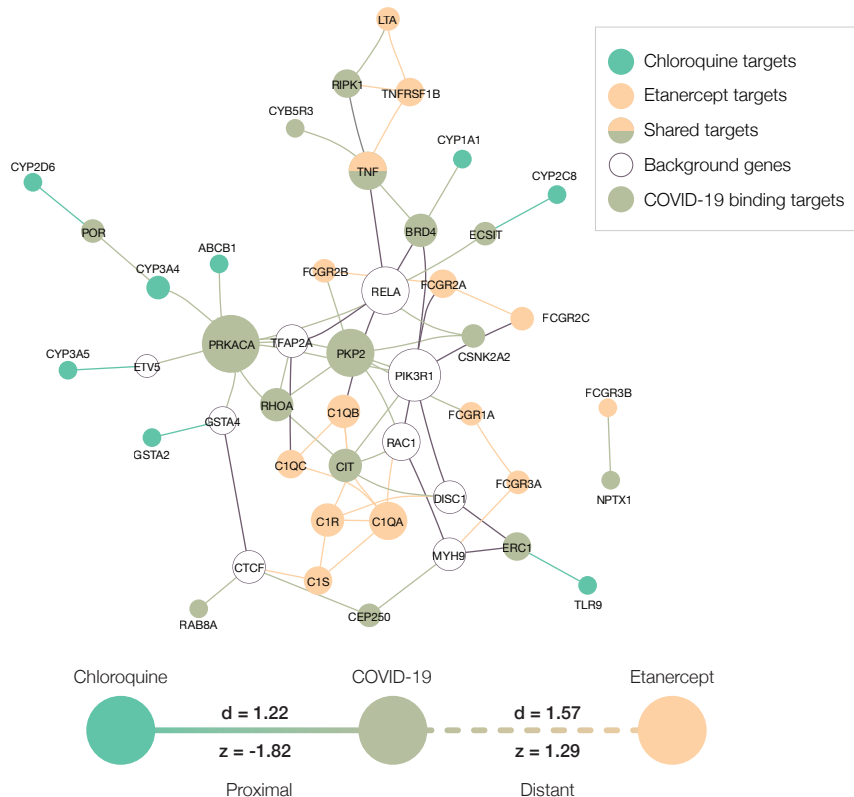 LTA
RIPK1
TNFRSF1B
CYB5R3
TNF
CYP1A1
CYP2D6
CYP2C8
POR
BRD4
ECSIT
ABCB1
CYP3A4
FCGR2B
FCGR2A
RELA
FCGR2C
PRKACA
TFAP2A
PKP2
CSNK2A2
CYP3A5
ETV5
PIK3R1
RHOA
C1QB
FCGR1A
FCGR3B
GSTA4
GSTA2
RAC1
C1QC
CIT
FCGR3A
DISC1
NPTX1
C1R
C1QA
ERC1
MYH9
CTCF
C1S
TLR9
RAB8A
CEP250
Chloroquine targets
Etanercept targets
Shared targets
Background genes
COVID-19 binding targets
Chloroquine
COVID-19
Etanercept
d = 1.22
d = 1.57
z = -1.82
z = 1.29
Proximal
Distant